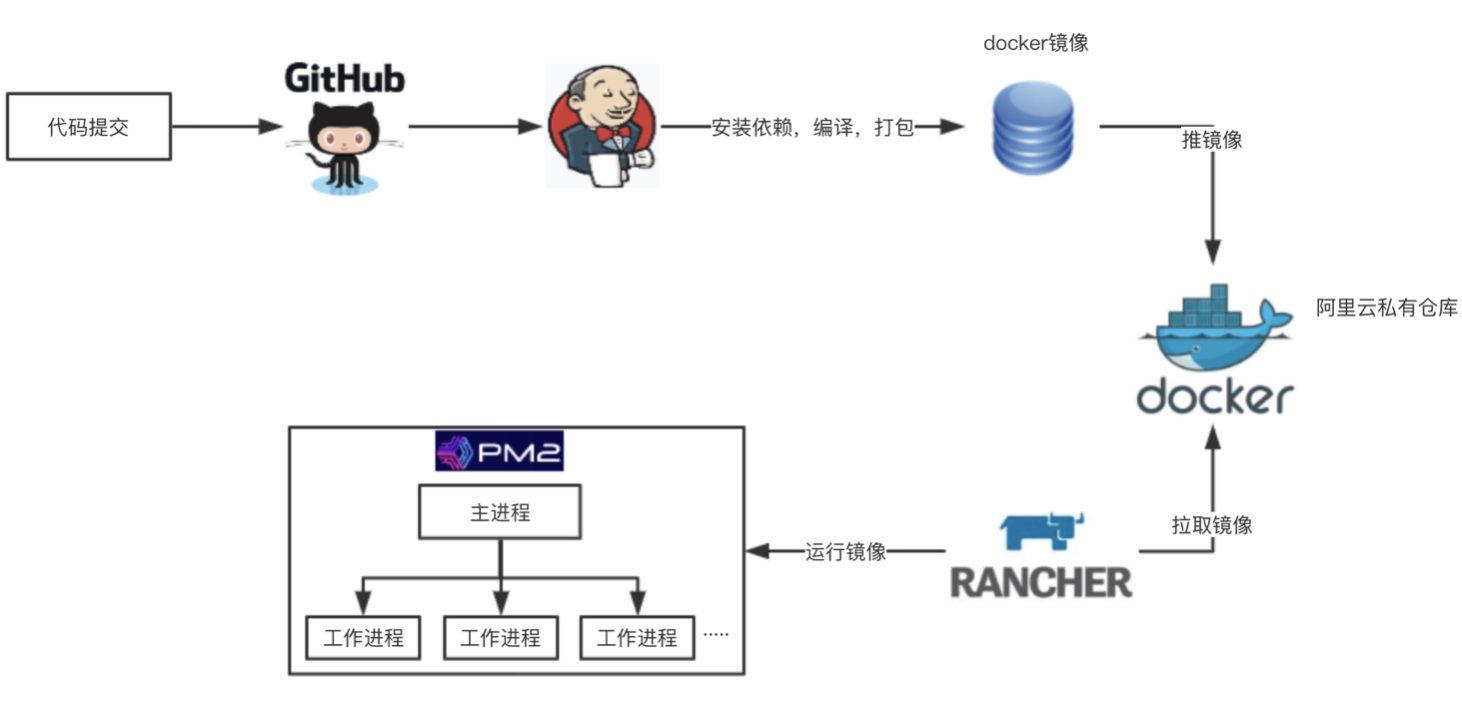 docker镜像
GitHub
代码提交
安装依赖，编译，打包
推镜像
阿里云私有仓库
docker
PM2
主进程
拉取镜像
运行镜像
RANCHER
工作进程
工作进程
工作进程
.....